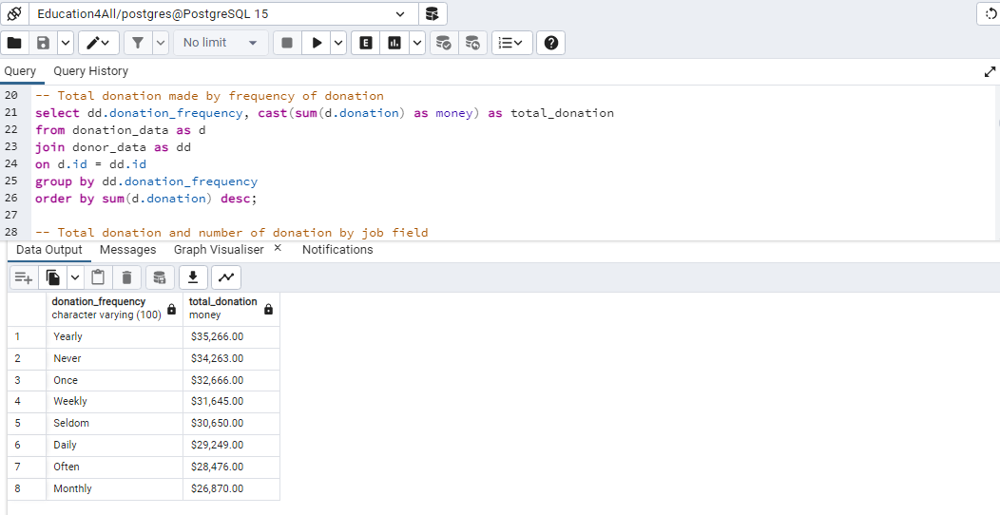 Education4All/postgres@PostgreSQL 15
No limit
E
Query Query History
20 -- Total donation made by frequency of donation
21 select dd.donation_frequency, cast(sum(d.donation) as money) as total_donation
22 from donation_data as d
23 join donor_data as dd
24 on d.id = dd.id
25 group by dd.donation_frequency
26 order by sum(d.donation) desc;
27
28 -- Total donation and number of donation by job field
Data Output Messages Graph Visualiser × Notifications
donation_frequency total_donation
character varying (100) money
1 Yearly $35,266.00
2 Never $34,263.00
3 Once $32,666.00
4 Weekly $31,645.00
5 Seldom $30,650.00
6 Daily $29,249.00
7 Often $28,476.00
8 Monthly $26,870.00